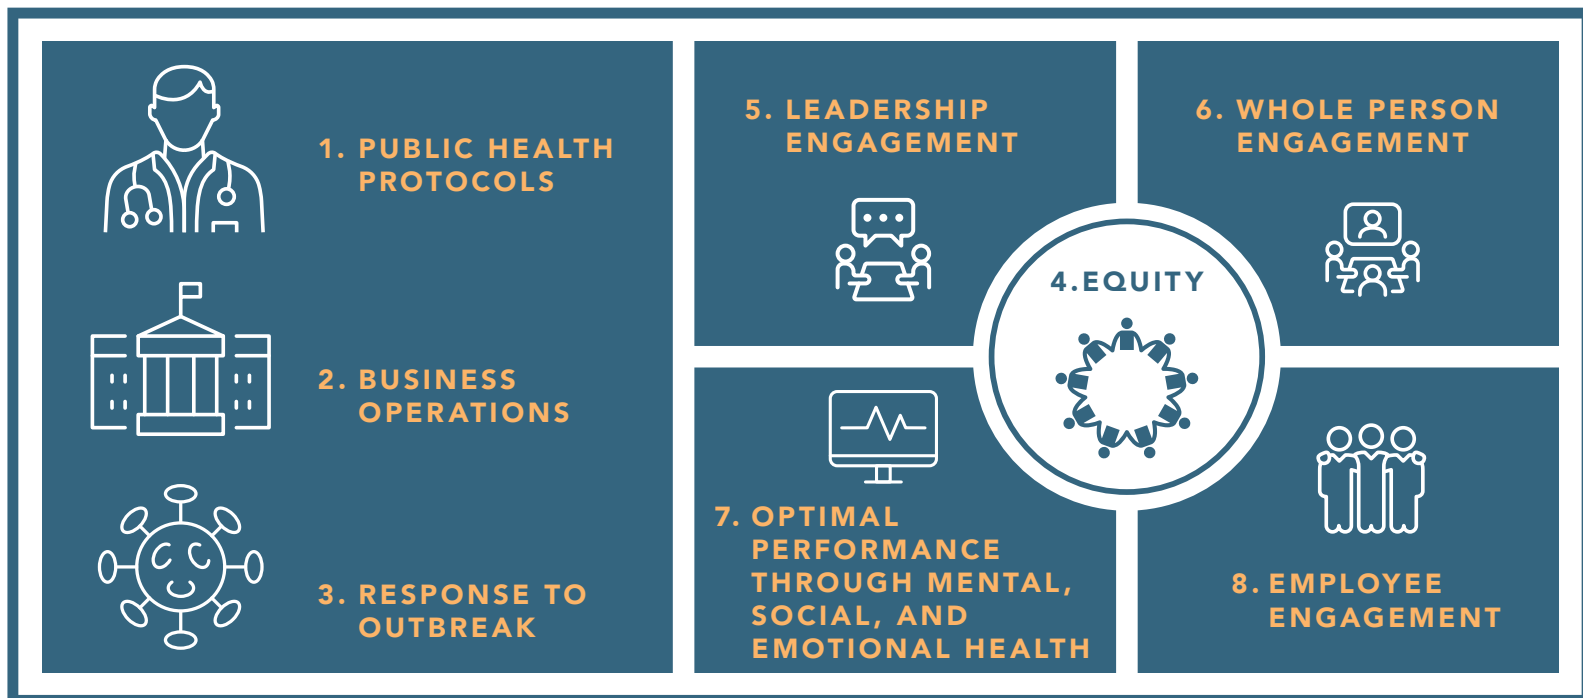 1. PUBLIC HEALTH
PROTOCOLS
2. BUSINESS
OPERATIONS
3. RESPONSE TO
OUTBREAK
4.EQUITY
5. LEADERSHIP
ENGAGEMENT
6. WHOLE PERSON
ENGAGEMENT
7. OPTIMAL
PERFORMANCE
THROUGH MENTAL,
SOCIAL, AND
EMOTIONAL HEALTH
8. EMPLOYEE
ENGAGEMENT